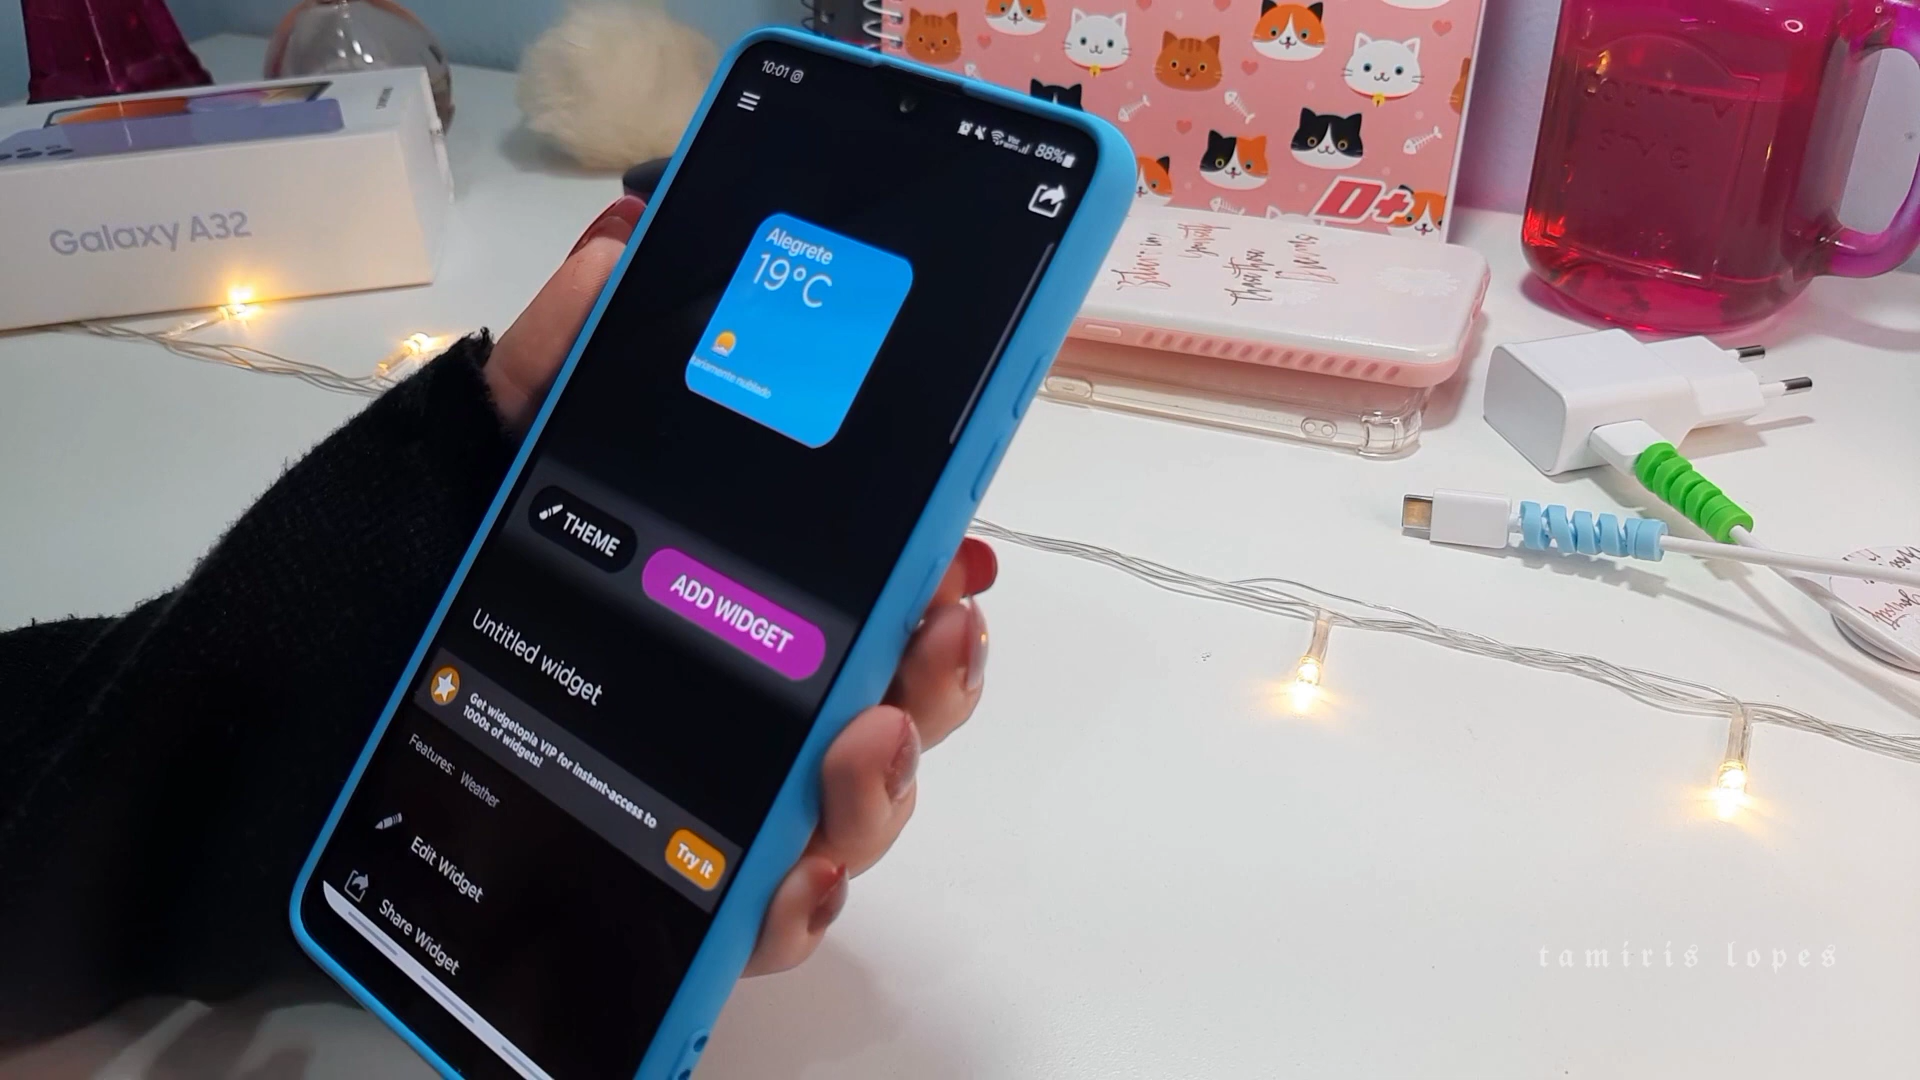 Galaxy A32
SAMSUNG
10:01
88%
Alegrete
19°C
THEME
ADD WIDGET
Untitled widget
Get widgetopia VIP for instant-access to
1000s of widgets!
Try it
Features: Weather
Edit Widget
Share Widget
D+
tamiris lopes